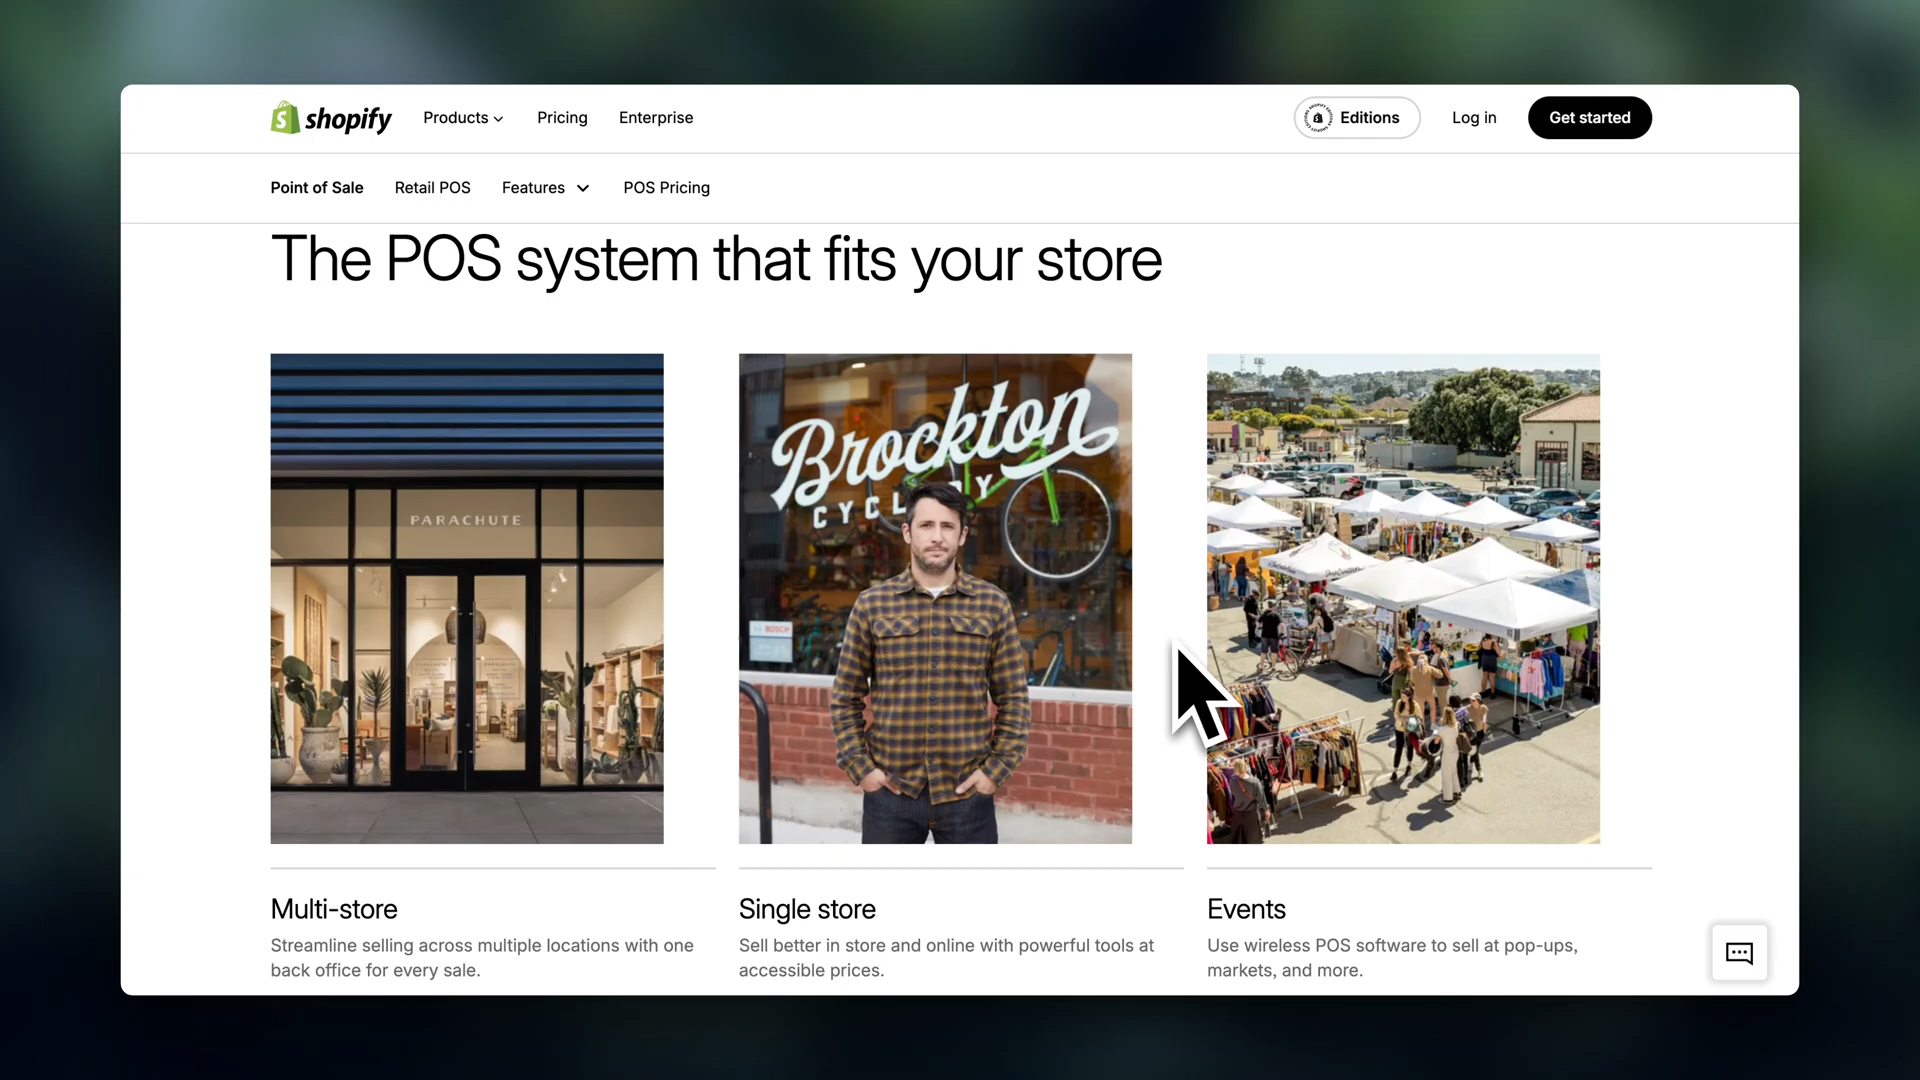 shopify
Products
Pricing
Enterprise
Editions
Log in
Get started
Point of Sale
Retail POS
Features
POS Pricing
The POS system that fits your store
PARACHUTE
Brockton
BOSCH
Multi-store
Streamline selling across multiple locations with one
back office for every sale.
Single store
Sell better in store and online with powerful tools at
accessible prices.
Events
Use wireless POS software to sell at pop-ups,
markets, and more.